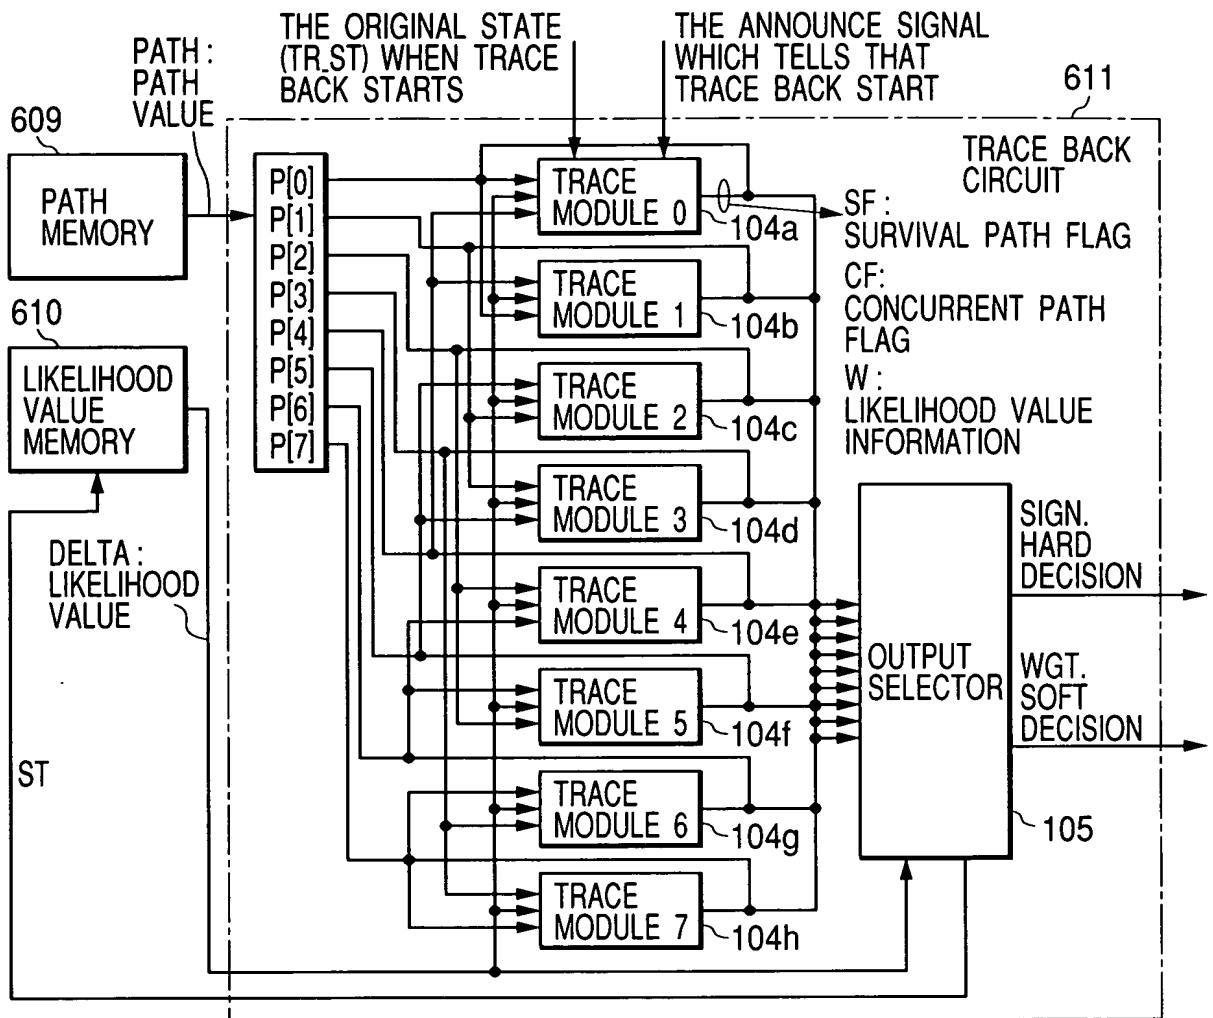 THE ORIGINAL STATE
(TR_ST) WHEN TRACE
BACK STARTS
THE ANNOUNCE SIGNAL
WHICH TELLS THAT
TRACE BACK START
PATH :
PATH
VALUE
611
609
PATH
MEMORY
610
LIKELIHOOD
VALUE
MEMORY
DELTA :
LIKELIHOOD
VALUE
ST
P[0]
P[1]
P[2]
P[3]
P[4]
P[5]
P[6]
P[7]
TRACE
MODULE 0
104a
TRACE
MODULE 1
104b
TRACE
MODULE 2
104c
TRACE
MODULE 3
104d
TRACE
MODULE 4
104e
TRACE
MODULE 5
104f
TRACE
MODULE 6
104g
TRACE
MODULE 7
104h
TRACE BACK
CIRCUIT
SF :
SURVIVAL PATH FLAG
CF:
CONCURRENT PATH
FLAG
W :
LIKELIHOOD VALUE
INFORMATION
OUTPUT
SELECTOR
105
SIGN.
HARD
DECISION
WGT.
SOFT
DECISION